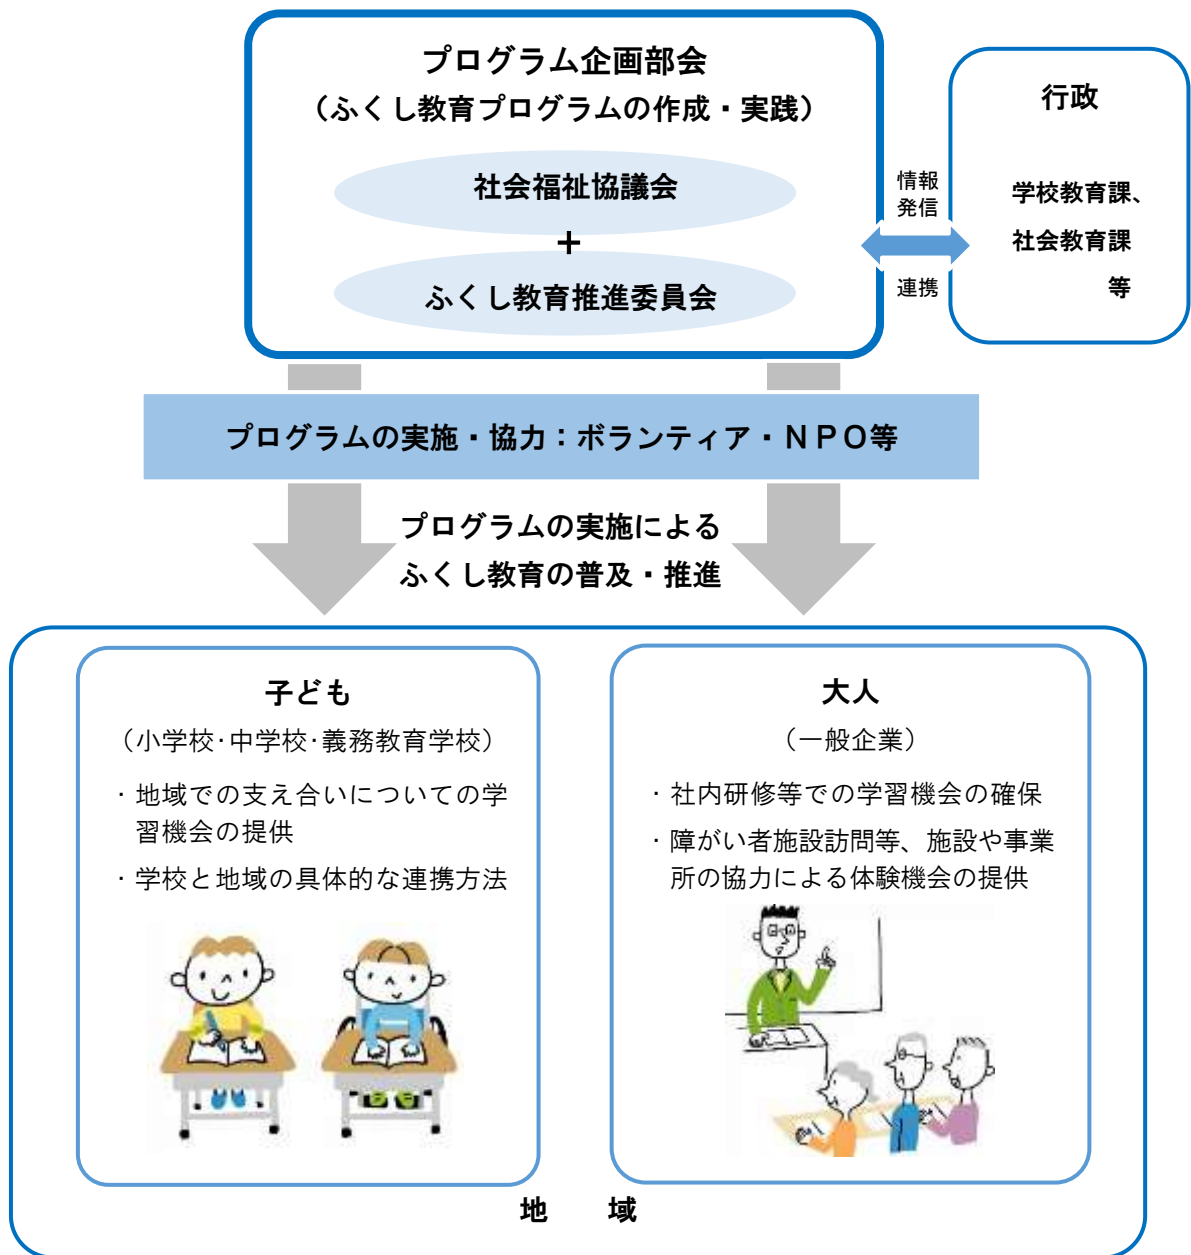 プログラム企画部会
（ふくし教育プログラムの作成・実践）
社会福祉協議会
＋
ふくし教育推進委員会
情報
発信
連携
行政
学校教育課、
社会教育課
等
プログラムの実施・協力：ボランティア・ＮＰＯ等
プログラムの実施による
ふくし教育の普及・推進
子ども
（小学校･中学校･義務教育学校）
・地域での支え合いについての学
習機会の提供
・学校と地域の具体的な連携方法
大人
（一般企業）
・社内研修等での学習機会の確保
・障がい者施設訪問等、施設や事業
所の協力による体験機会の提供
地　域